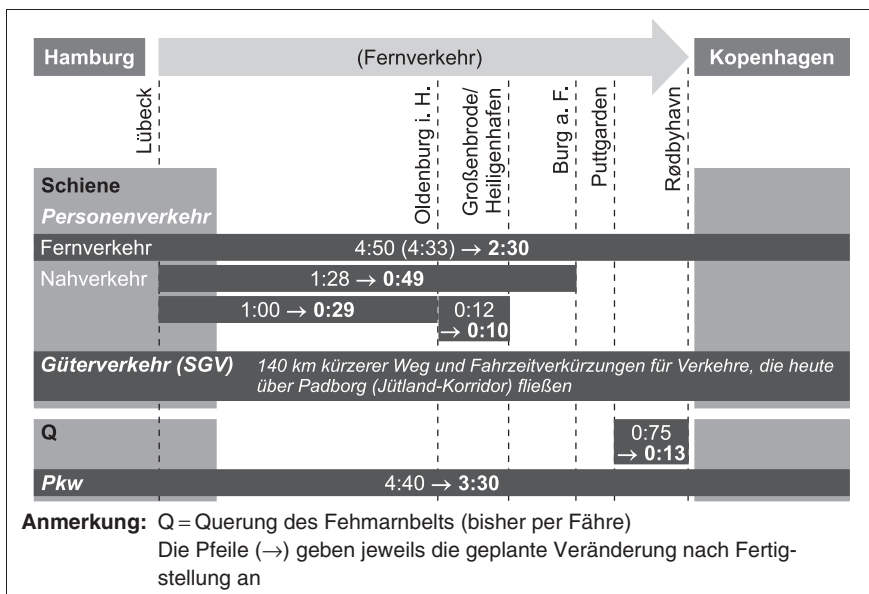 Hamburg (Fernverkehr) Kopenhagen
Lübeck
Oldenburg i. H.
Großenbrode/
Heiligenhafen
Burg a. F.
Puttgarden
Rødbyhavn
Schiene
Personenverkehr
Fernverkehr 4:50 (4:33) → 2:30
Nahverkehr 1:28 → 0:49
1:00 → 0:29
0:12
→ 0:10
Güterverkehr (SGV) 140 km kürzerer Weg und Fahrzeitverkürzungen für Verkehre, die heute
über Padborg (Jütland-Korridor) fließen
Q 0:75
→ 0:13
Pkw 4:40 → 3:30
Anmerkung: Q = Querung des Fehmarnbelts (bisher per Fähre)
Die Pfeile (→) geben jeweils die geplante Veränderung nach Fertig-
stellung an